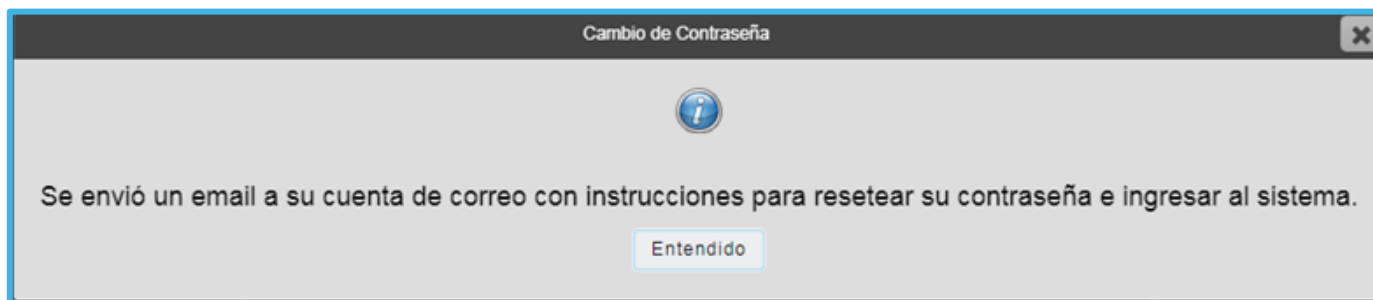 Cambio de Contraseña
Se envió un email a su cuenta de correo con instrucciones para resetear su contraseña e ingresar al sistema.
Entendido